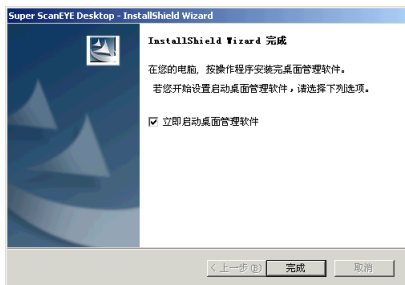 Super ScanEYE Desktop - InstallShield Wizard
InstallShield Wizard 完成
在您的电脑, 按操作程序安装完桌面管理软件。
若您开始设置启动桌面管理软件，请选择下列选项。
立即启动桌面管理软件
< 上一步(B) 完成 取消